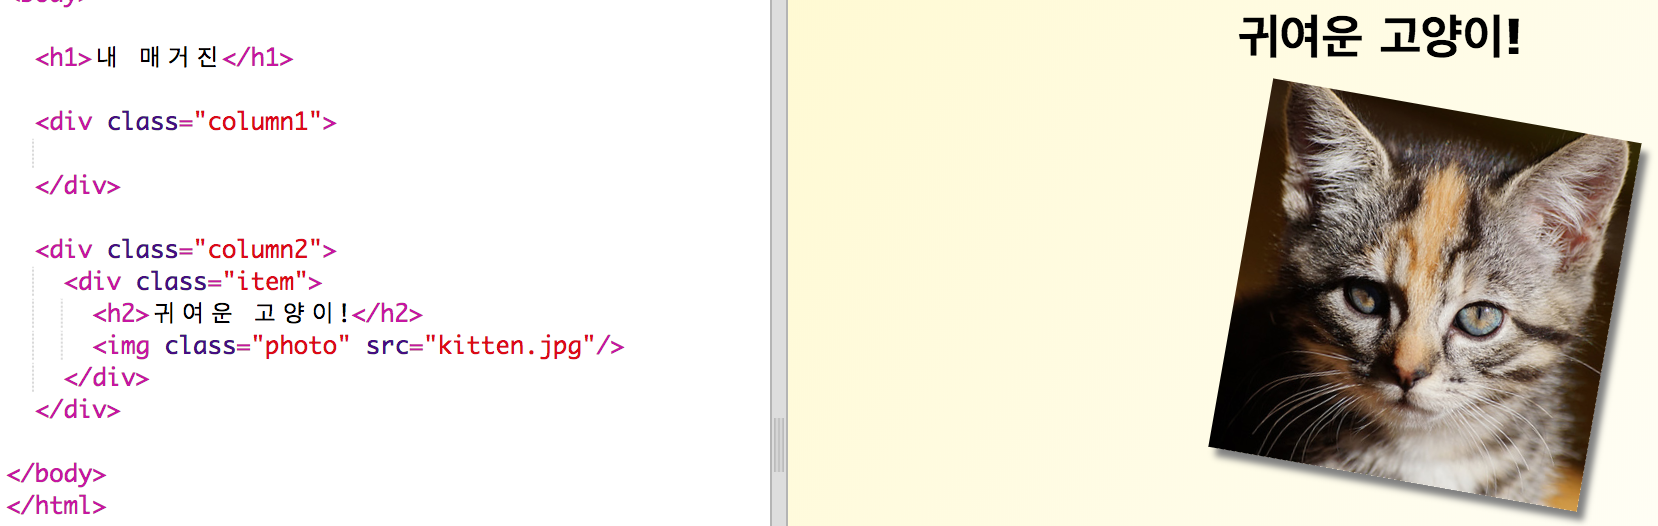 <body>
<h1>내 매거진</h1>
<div class="column1">
</div>
<div class="column2">
<div class="item">
<h2>귀여운 고양이!</h2>
<img class="photo" src="kitten.jpg"/>
</div>
</div>
</body>
</html>
귀여운 고양이!